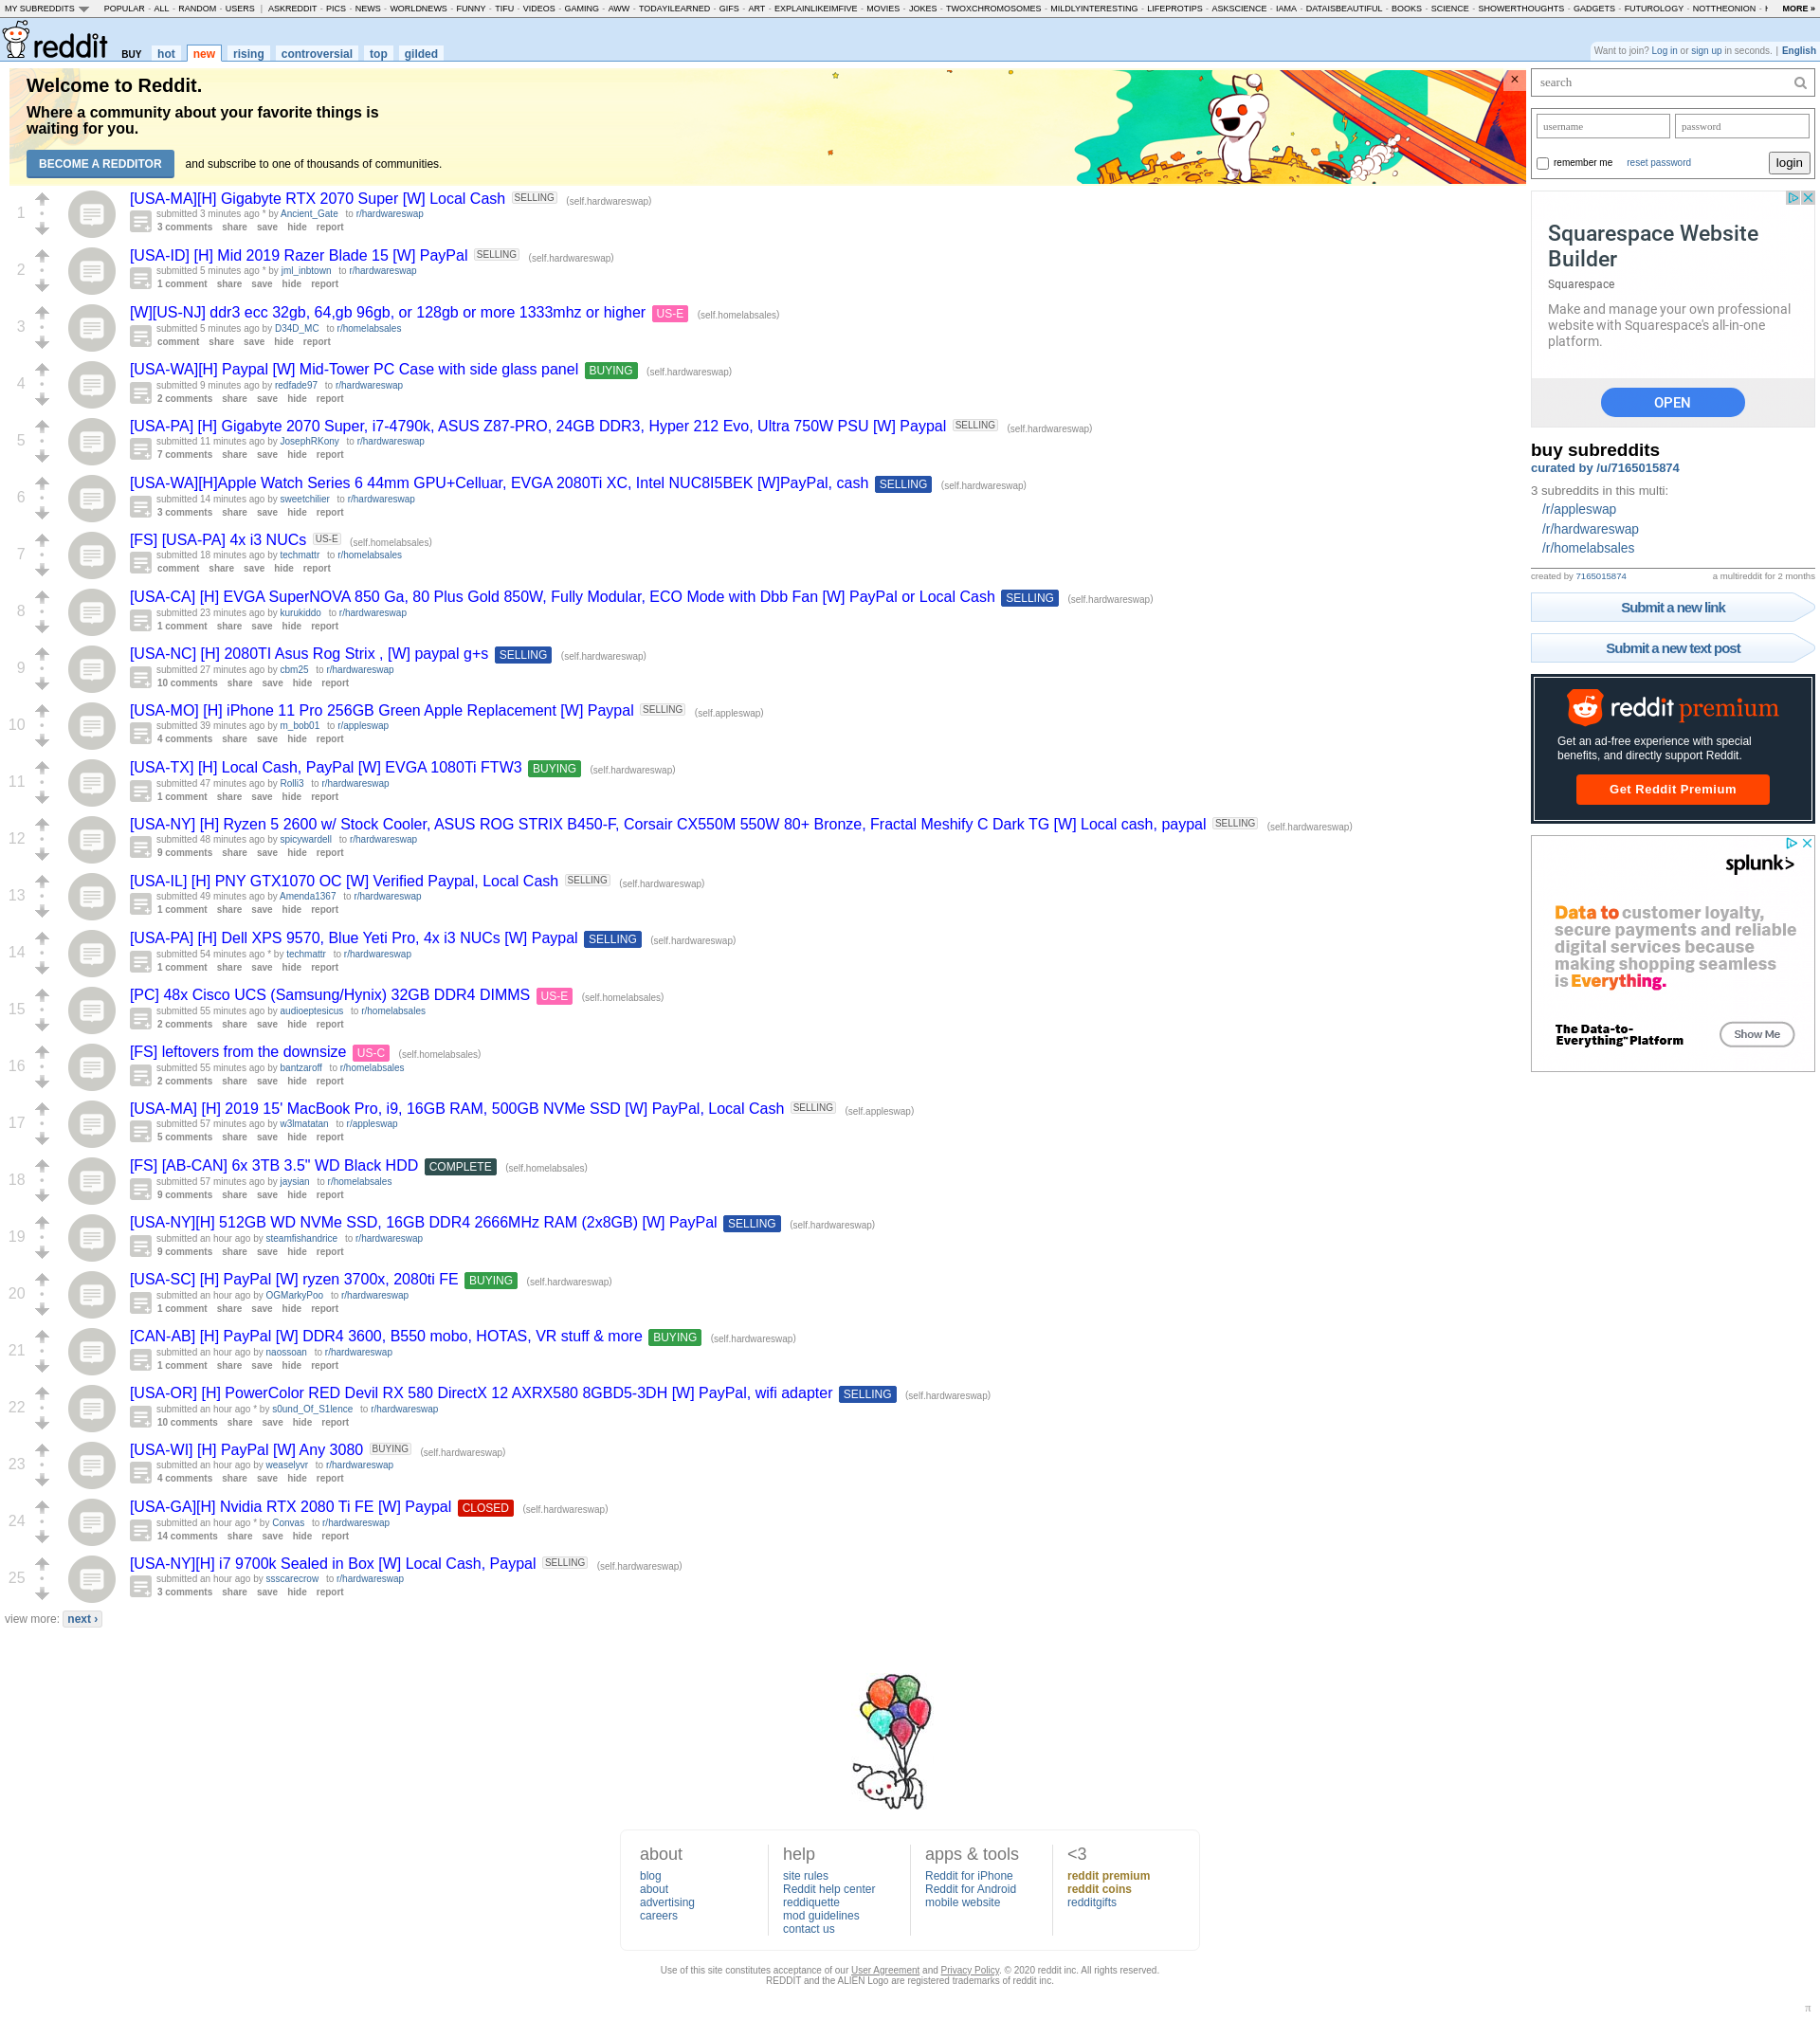 MY SUBREDDITS POPULAR - ALL - RANDOM - USERS | ASKREDDIT - PICS - NEWS - WORLDNEWS - FUNNY - TIFU - VIDEOS - GAMING - AWW - TODAYILEARNED - GIFS - ART - EXPLAINLIKEIMFIVE - MOVIES - JOKES - TWOXCHROMOSOMES - MILDLYINTERESTING - LIFEPROTIPS - ASKSCIENCE - IAMA - DATAISBEAUTIFUL - BOOKS - SCIENCE - SHOWERTHOUGHTS - GADGETS - FUTUROLOGY - NOTTHEONION - MORE »
reddit BUY hot new rising controversial top gilded
Want to join? Log in or sign up in seconds. | English
Welcome to Reddit.
Where a community about your favorite things is
waiting for you.
BECOME A REDDITOR and subscribe to one of thousands of communities.
×
1
[USA-MA][H] Gigabyte RTX 2070 Super [W] Local Cash SELLING (self.hardwareswap)
submitted 3 minutes ago * by Ancient_Gate to r/hardwareswap
3 comments share save hide report
2
[USA-ID] [H] Mid 2019 Razer Blade 15 [W] PayPal SELLING (self.hardwareswap)
submitted 5 minutes ago * by jml_inbtown to r/hardwareswap
1 comment share save hide report
3
[W][US-NJ] ddr3 ecc 32gb, 64,gb 96gb, or 128gb or more 1333mhz or higher US-E (self.homelabsales)
submitted 5 minutes ago by D34D_MC to r/homelabsales
comment share save hide report
4
[USA-WA][H] Paypal [W] Mid-Tower PC Case with side glass panel BUYING (self.hardwareswap)
submitted 9 minutes ago by redfade97 to r/hardwareswap
2 comments share save hide report
5
[USA-PA] [H] Gigabyte 2070 Super, i7-4790k, ASUS Z87-PRO, 24GB DDR3, Hyper 212 Evo, Ultra 750W PSU [W] Paypal SELLING (self.hardwareswap)
submitted 11 minutes ago by JosephRKony to r/hardwareswap
7 comments share save hide report
6
[USA-WA][H]Apple Watch Series 6 44mm GPU+Celluar, EVGA 2080Ti XC, Intel NUC8I5BEK [W]PayPal, cash SELLING (self.hardwareswap)
submitted 14 minutes ago by sweetchilier to r/hardwareswap
3 comments share save hide report
7
[FS] [USA-PA] 4x i3 NUCs US-E (self.homelabsales)
submitted 18 minutes ago by techmattr to r/homelabsales
comment share save hide report
8
[USA-CA] [H] EVGA SuperNOVA 850 Ga, 80 Plus Gold 850W, Fully Modular, ECO Mode with Dbb Fan [W] PayPal or Local Cash SELLING (self.hardwareswap)
submitted 23 minutes ago by kurukiddo to r/hardwareswap
1 comment share save hide report
9
[USA-NC] [H] 2080TI Asus Rog Strix , [W] paypal g+s SELLING (self.hardwareswap)
submitted 27 minutes ago by cbm25 to r/hardwareswap
10 comments share save hide report
10
[USA-MO] [H] iPhone 11 Pro 256GB Green Apple Replacement [W] Paypal SELLING (self.appleswap)
submitted 39 minutes ago by m_bob01 to r/appleswap
4 comments share save hide report
11
[USA-TX] [H] Local Cash, PayPal [W] EVGA 1080Ti FTW3 BUYING (self.hardwareswap)
submitted 47 minutes ago by Rolli3 to r/hardwareswap
1 comment share save hide report
12
[USA-NY] [H] Ryzen 5 2600 w/ Stock Cooler, ASUS ROG STRIX B450-F, Corsair CX550M 550W 80+ Bronze, Fractal Meshify C Dark TG [W] Local cash, paypal SELLING (self.hardwareswap)
submitted 48 minutes ago by spicywardell to r/hardwareswap
9 comments share save hide report
13
[USA-IL] [H] PNY GTX1070 OC [W] Verified Paypal, Local Cash SELLING (self.hardwareswap)
submitted 49 minutes ago by Amenda1367 to r/hardwareswap
1 comment share save hide report
14
[USA-PA] [H] Dell XPS 9570, Blue Yeti Pro, 4x i3 NUCs [W] Paypal SELLING (self.hardwareswap)
submitted 54 minutes ago * by techmattr to r/hardwareswap
1 comment share save hide report
15
[PC] 48x Cisco UCS (Samsung/Hynix) 32GB DDR4 DIMMS US-E (self.homelabsales)
submitted 55 minutes ago by audioeptesicus to r/homelabsales
2 comments share save hide report
16
[FS] leftovers from the downsize US-C (self.homelabsales)
submitted 55 minutes ago by bantzaroff to r/homelabsales
2 comments share save hide report
17
[USA-MA] [H] 2019 15' MacBook Pro, i9, 16GB RAM, 500GB NVMe SSD [W] PayPal, Local Cash SELLING (self.appleswap)
submitted 57 minutes ago by w3lmatatan to r/appleswap
5 comments share save hide report
18
[FS] [AB-CAN] 6x 3TB 3.5" WD Black HDD COMPLETE (self.homelabsales)
submitted 57 minutes ago by jaysian to r/homelabsales
9 comments share save hide report
19
[USA-NY][H] 512GB WD NVMe SSD, 16GB DDR4 2666MHz RAM (2x8GB) [W] PayPal SELLING (self.hardwareswap)
submitted an hour ago by steamfishandrice to r/hardwareswap
9 comments share save hide report
20
[USA-SC] [H] PayPal [W] ryzen 3700x, 2080ti FE BUYING (self.hardwareswap)
submitted an hour ago by OGMarkyPoo to r/hardwareswap
1 comment share save hide report
21
[CAN-AB] [H] PayPal [W] DDR4 3600, B550 mobo, HOTAS, VR stuff & more BUYING (self.hardwareswap)
submitted an hour ago by naossoan to r/hardwareswap
1 comment share save hide report
22
[USA-OR] [H] PowerColor RED Devil RX 580 DirectX 12 AXRX580 8GBD5-3DH [W] PayPal, wifi adapter SELLING (self.hardwareswap)
submitted an hour ago * by s0und_Of_S1lence to r/hardwareswap
10 comments share save hide report
23
[USA-WI] [H] PayPal [W] Any 3080 BUYING (self.hardwareswap)
submitted an hour ago by weaselyvr to r/hardwareswap
4 comments share save hide report
24
[USA-GA][H] Nvidia RTX 2080 Ti FE [W] Paypal CLOSED (self.hardwareswap)
submitted an hour ago * by Convas to r/hardwareswap
14 comments share save hide report
25
[USA-NY][H] i7 9700k Sealed in Box [W] Local Cash, Paypal SELLING (self.hardwareswap)
submitted an hour ago by ssscarecrow to r/hardwareswap
3 comments share save hide report
view more: next ›
search
username password
remember me reset password login
Squarespace Website
Builder
Squarespace
Make and manage your own professional
website with Squarespace's all-in-one
platform.
OPEN
buy subreddits
curated by /u/7165015874
3 subreddits in this multi:
/r/appleswap
/r/hardwareswap
/r/homelabsales
created by 7165015874 a multireddit for 2 months
Submit a new link
Submit a new text post
reddit premium
Get an ad-free experience with special
benefits, and directly support Reddit.
Get Reddit Premium
splunk>
Data to customer loyalty,
secure payments and reliable
digital services because
making shopping seamless
is Everything.
The Data-to-
Everything™ Platform
Show Me
about
blog
about
advertising
careers
help
site rules
Reddit help center
reddiquette
mod guidelines
contact us
apps & tools
Reddit for iPhone
Reddit for Android
mobile website
<3
reddit premium
reddit coins
redditgifts
Use of this site constitutes acceptance of our User Agreement and Privacy Policy. © 2020 reddit inc. All rights reserved.
REDDIT and the ALIEN Logo are registered trademarks of reddit inc.
π